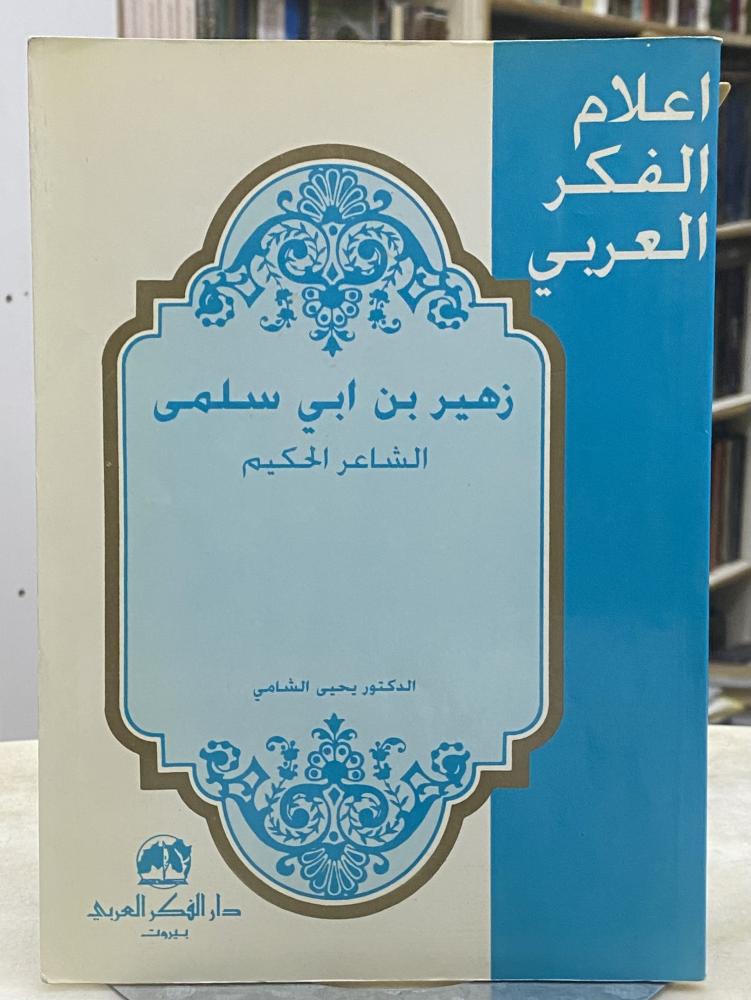 اعلام
الفكر
العربي
زهير بن ابي سلمى
الشاعر الحكيم
الدكتور يحيى الشامي
دار الفكر العربي
بيروت